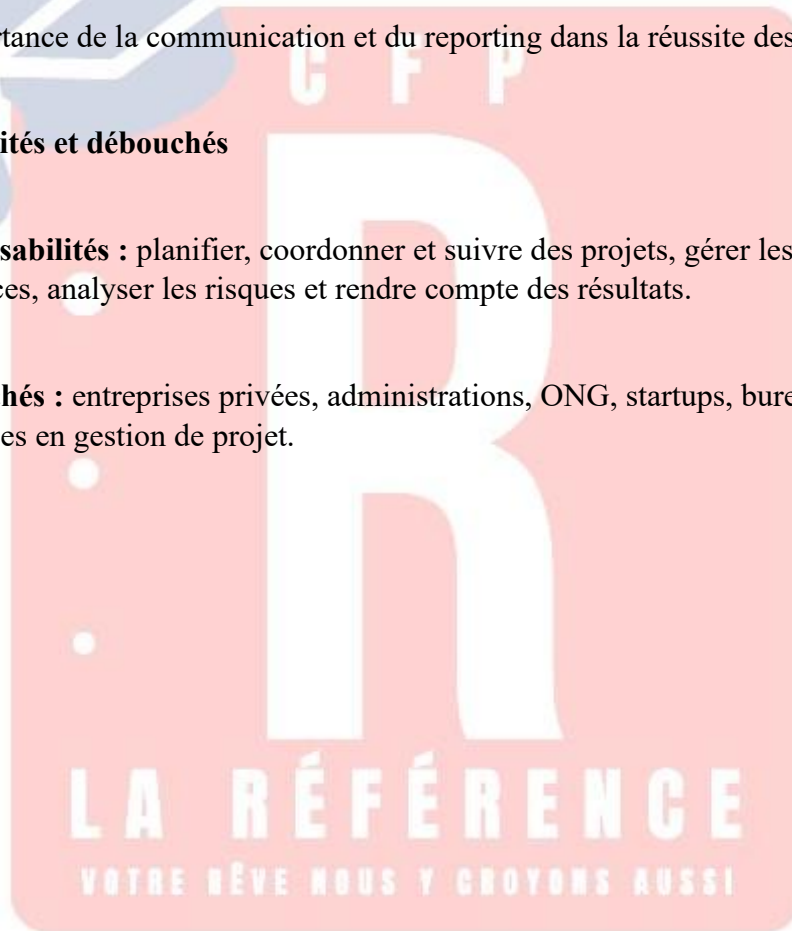 rtance de la communication et du reporting dans la réussite des
C F P
ités et débouchés
sabilités : planifier, coordonner et suivre des projets, gérer les
ces, analyser les risques et rendre compte des résultats.
hés : entreprises privées, administrations, ONG, startups, bure
es en gestion de projet.
R
LA RÉFÉRENCE
VOTRE RÊVE NOUS Y CROYONS AUSSI